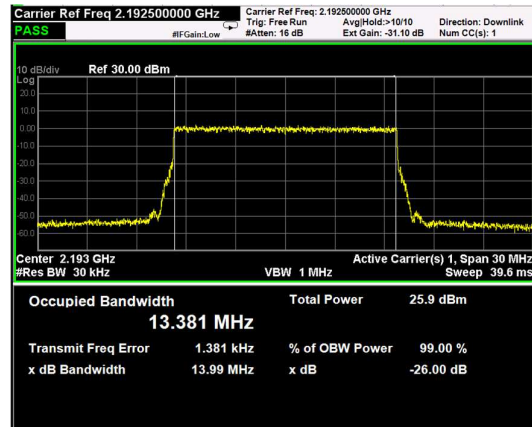 Carrier Ref Freq 2.192500000 GHz
PASS
#IFGain:Low
Carrier Ref Freq: 2.192500000 GHz
Trig: Free Run Avg|Hold:>10/10 Direction: Downlink
#Atten: 16 dB Ext Gain: -31.10 dB Num CC(s): 1
10 dB/div Ref 30.00 dBm
Log
20.0
10.0
0.00
-10.0
-20.0
-30.0
-40.0
-50.0
-60.0
Center 2.193 GHz Active Carrier(s) 1, Span 30 MHz
#Res BW 30 kHz VBW 1 MHz Sweep 39.6 ms
Occupied Bandwidth Total Power 25.9 dBm
13.381 MHz
Transmit Freq Error 1.381 kHz % of OBW Power 99.00 %
x dB Bandwidth 13.99 MHz x dB -26.00 dB